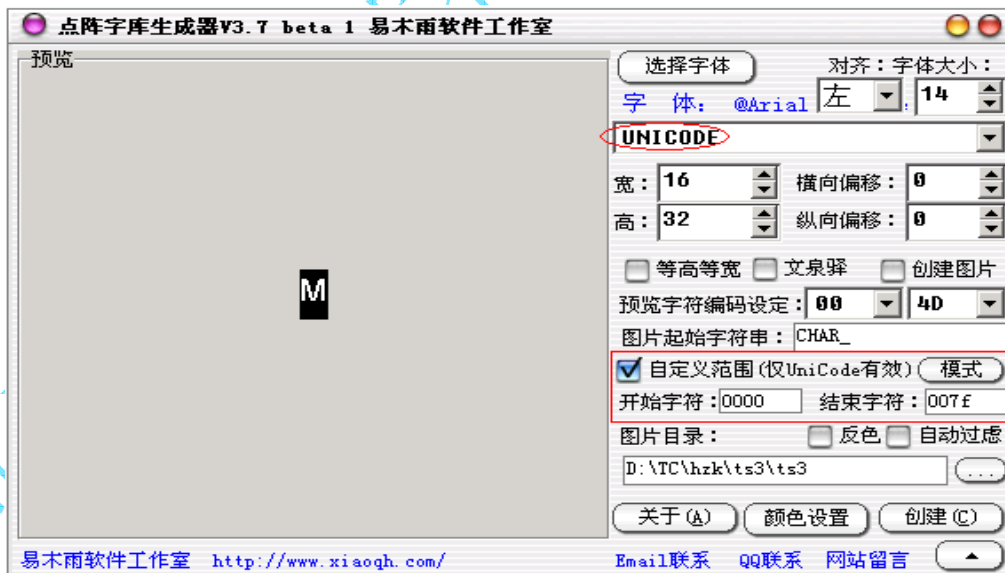 点阵字库生成器V3.7 beta 1 易木雨软件工作室
预览
M
选择字体 对齐：字体大小：
字 体： @Arial 左 14
UNICODE
宽： 16 横向偏移： 0
高： 32 纵向偏移： 0
等高等宽 文泉驿 创建图片
预览字符编码设定： 00 4D
图片起始字符串： CHAR_
自定义范围(仅UniCode有效) 模式
开始字符： 0000 结束字符： 007f
图片目录： 反色 自动过虑
D:\TC\hzk\ts3\ts3 ...
关于(A) 颜色设置 创建(C)
易木雨软件工作室 http://www.xiaoqh.com/ Email联系 QQ联系 网站留言